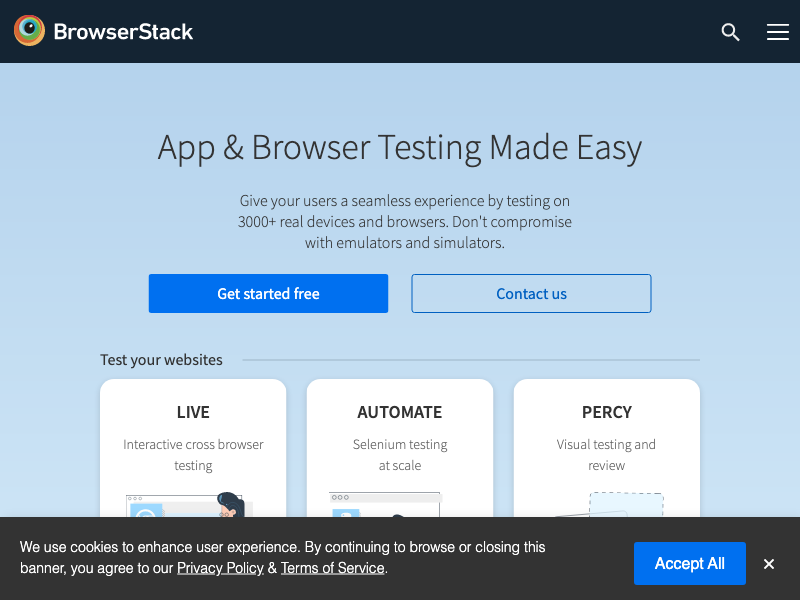 BrowserStack
App & Browser Testing Made Easy
Give your users a seamless experience by testing on
3000+ real devices and browsers. Don't compromise
with emulators and simulators.
Get started free
Contact us
Test your websites
LIVE
Interactive cross browser
testing
AUTOMATE
Selenium testing
at scale
PERCY
Visual testing and
review
We use cookies to enhance user experience. By continuing to browse or closing this
banner, you agree to our Privacy Policy & Terms of Service.
Accept All